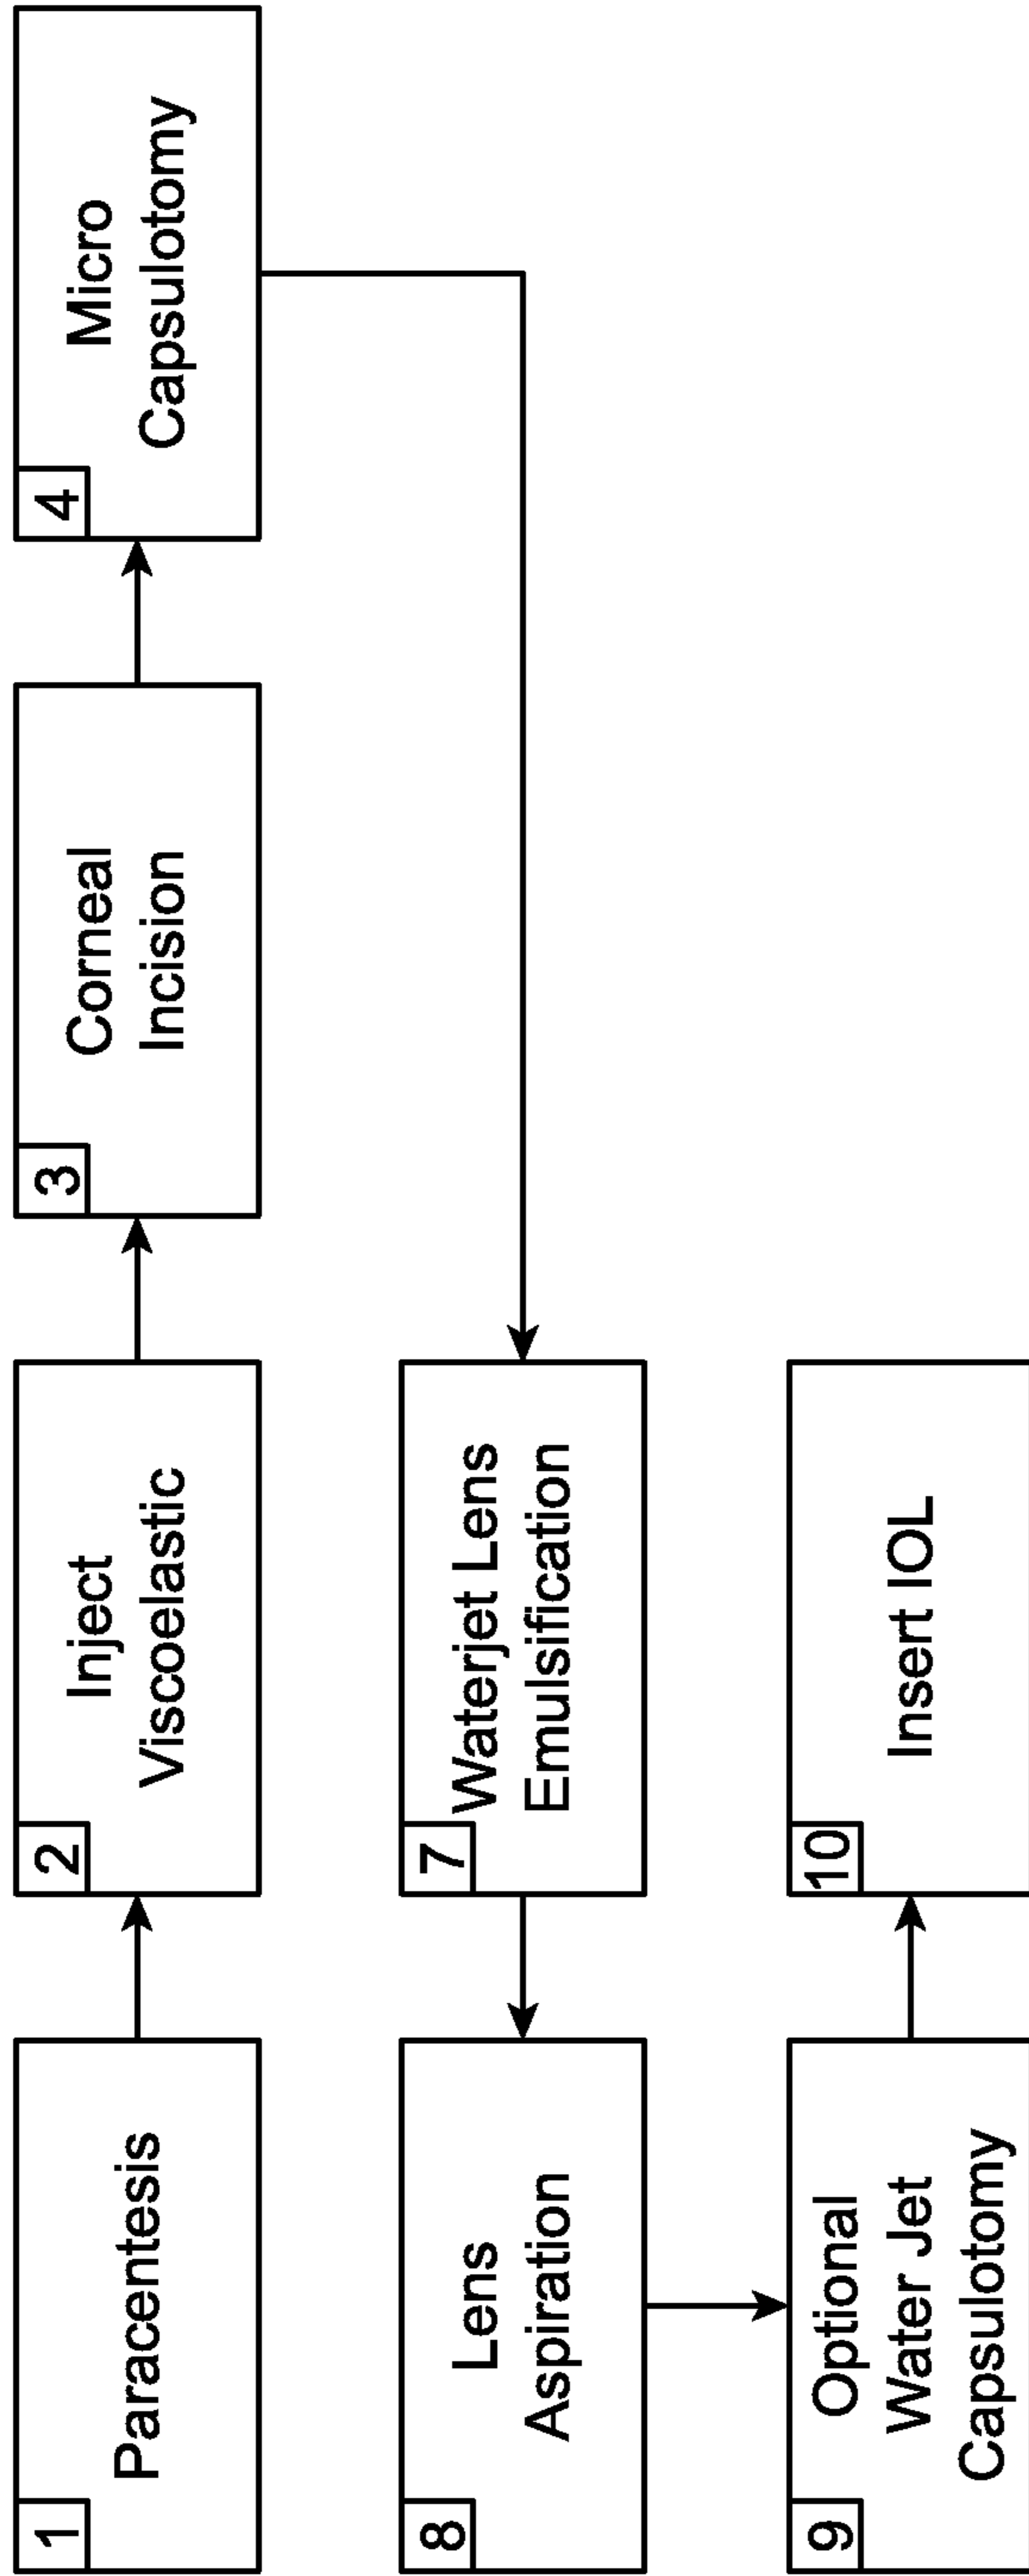 1
Paracentesis
2
Inject
Viscoelastic
3
Corneal
Incision
4
Micro
Capsulotomy
7
Waterjet Lens
Emulsification
8
Lens
Aspiration
9
Optional
Water Jet
Capsulotomy
10
Insert IOL